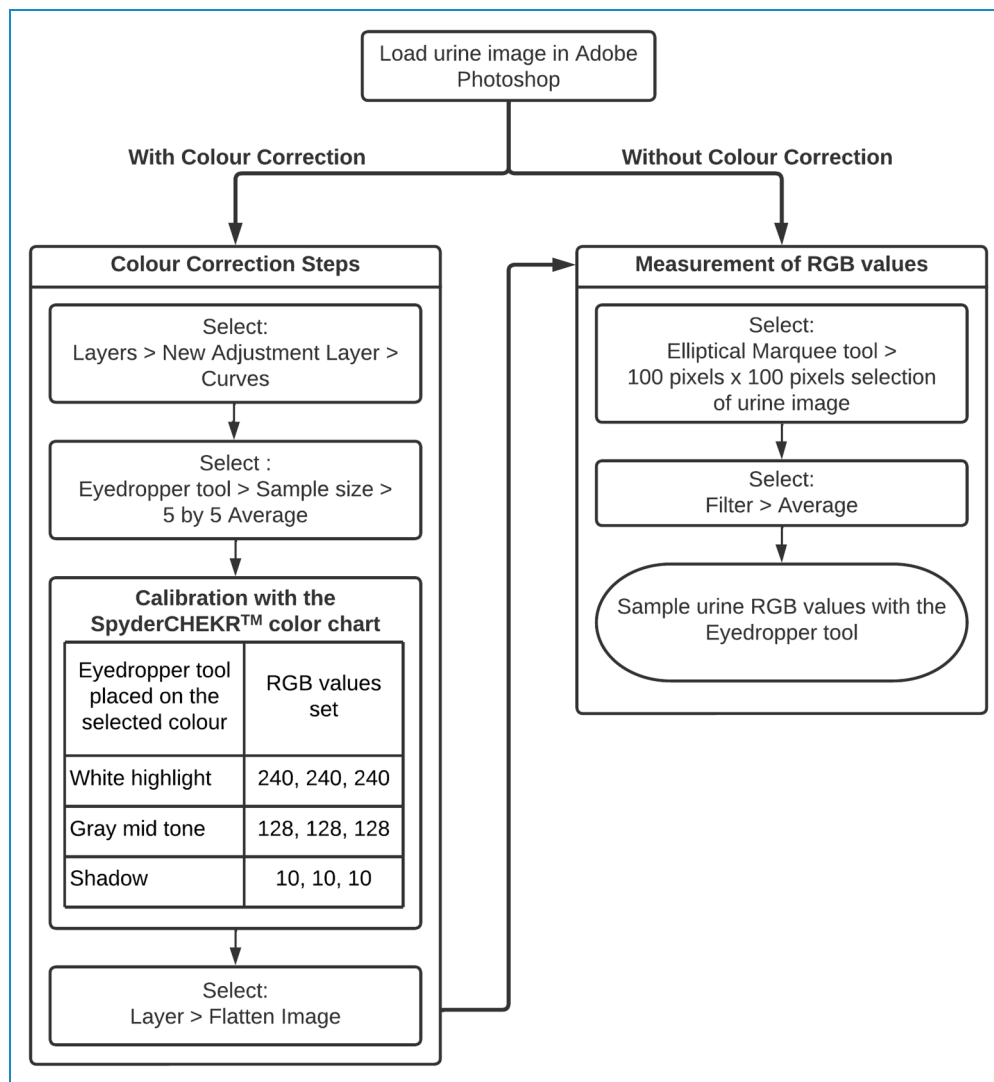 Load urine image in Adobe
Photoshop
With Colour Correction
Without Colour Correction
Colour Correction Steps
Select:
Layers > New Adjustment Layer >
Curves
Select :
Eyedropper tool > Sample size >
5 by 5 Average
Calibration with the
SpyderCHEKR™ color chart
Eyedropper tool
placed on the
selected colour
RGB values
set
White highlight
240, 240, 240
Gray mid tone
128, 128, 128
Shadow
10, 10, 10
Select:
Layer > Flatten Image
Measurement of RGB values
Select:
Elliptical Marquee tool >
100 pixels x 100 pixels selection
of urine image
Select:
Filter > Average
Sample urine RGB values with the
Eyedropper tool